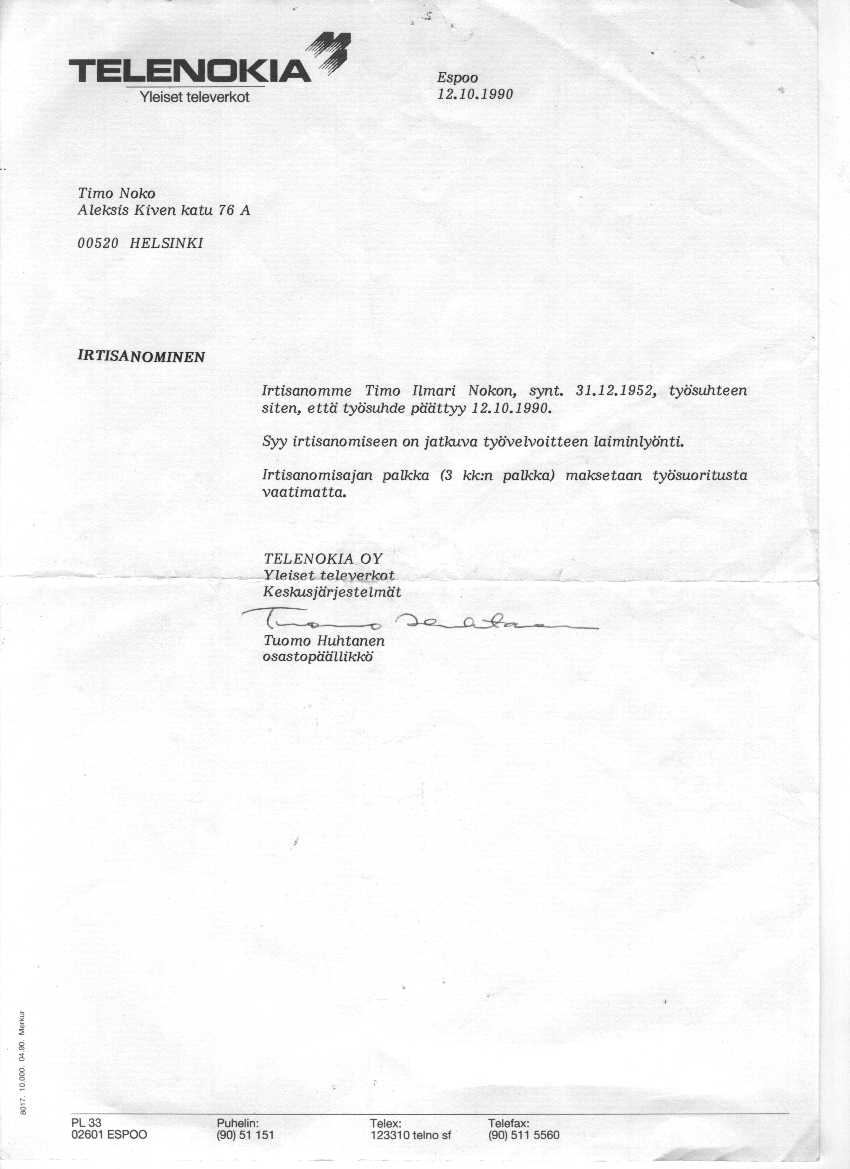 TELENOKIA
Yleiset televerkot
Espoo
12.10.1990
Timo Noko
Aleksis Kiven katu 76 A
00520 HELSINKI
IRTISANOMINEN
Irtisanomme Timo Ilmari Nokon, synt. 31.12.1952, työsuhteen
siten, että työsuhde päättyy 12.10.1990.
Syy irtisanomiseen on jatkuva työvelvoitteen laiminlyönti.
Irtisanomisajan palkka (3 kk:n palkka) maksetaan työsuoritusta
vaatimatta.
TELENOKIA OY
Yleiset televerkot
Keskusjärjestelmät
Tuomo Huhtanen
Tuomo Huhtanen
osastopäällikkö
8017. 10.000. 04.90. Merkur
PL 33 Puhelin: Telex: Telefax:
02601 ESPOO (90) 51 151 123310 telno sf (90) 511 5560